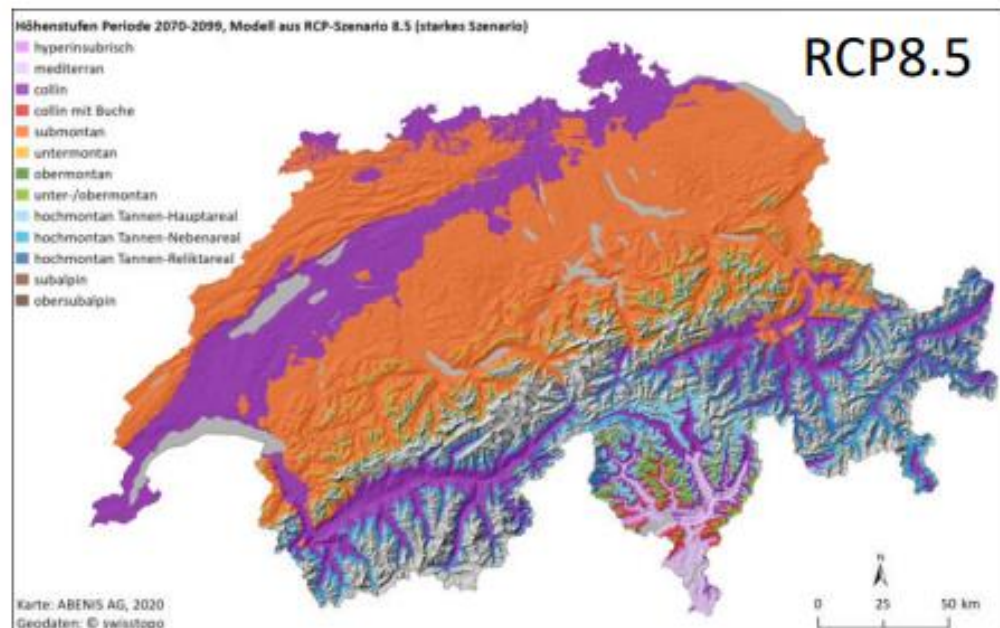 Höhenstufen Periode 2070-2099, Modell aus RCP-Szenario 8.5 (starkes Szenario)
RCP8.5
hyperinsubrisch
mediterran
collin
collin mit Buche
submontan
untermontan
obermontan
unter-/obermontan
hochmontan Tannen-Hauptareal
hochmontan Tannen-Nebenareal
hochmontan Tannen-Reliktareal
subalpin
obersubalpin
N
Karte: ABENIS AG, 2020
Geodaten: © swisstopo
0 25 50 km